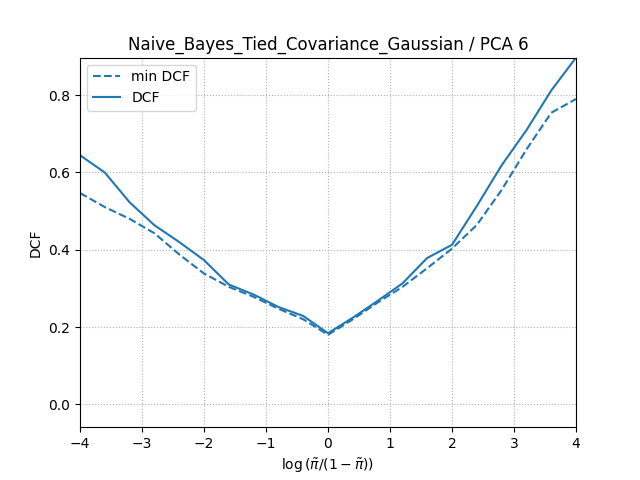 Naive_Bayes_Tied_Covariance_Gaussian / PCA 6
min DCF
DCF
0.8
0.6
0.4
0.2
0.0
DCF
−4 −3 −2 −1 0 1 2 3 4
log (π̃/(1 − π̃))